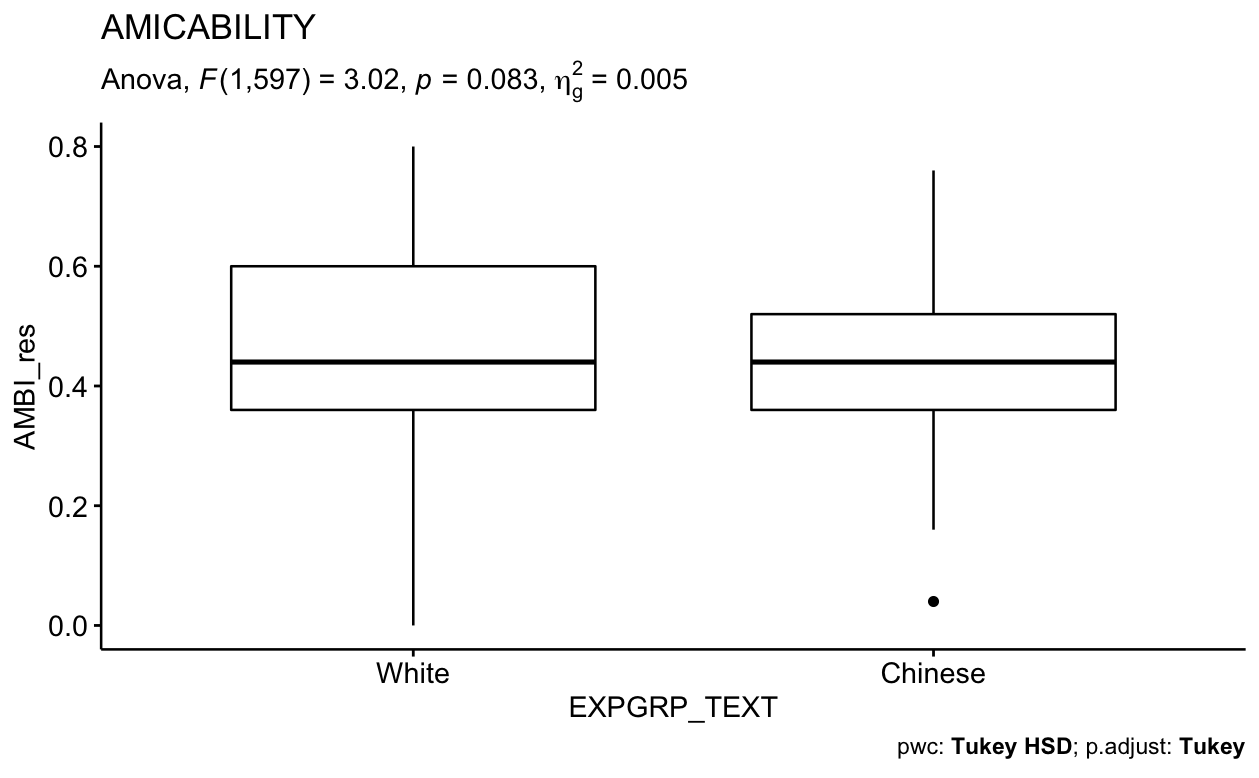 AMICABILITY
Anova, F(1,597) = 3.02, p = 0.083, η²g = 0.005
0.8
0.6
0.4
0.2
0.0
AMBI_res
White Chinese
EXPGRP_TEXT
pwc: Tukey HSD; p.adjust: Tukey